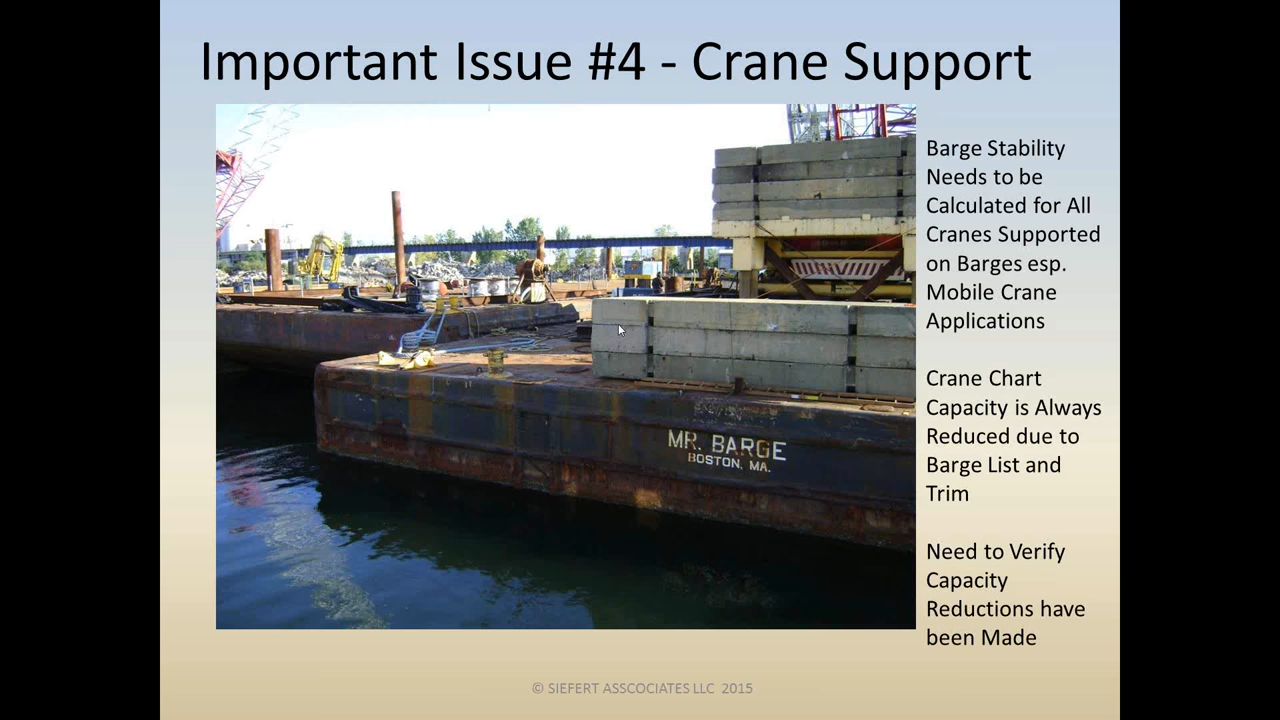 Important Issue #4 - Crane Support
Barge Stability
Needs to be
Calculated for All
Cranes Supported
on Barges esp.
Mobile Crane
Applications
Crane Chart
Capacity is Always
Reduced due to
Barge List and
Trim
Need to Verify
Capacity
Reductions have
been Made
MR. BARGE
BOSTON, MA.
© SIEFERT ASSCOCIATES LLC 2015